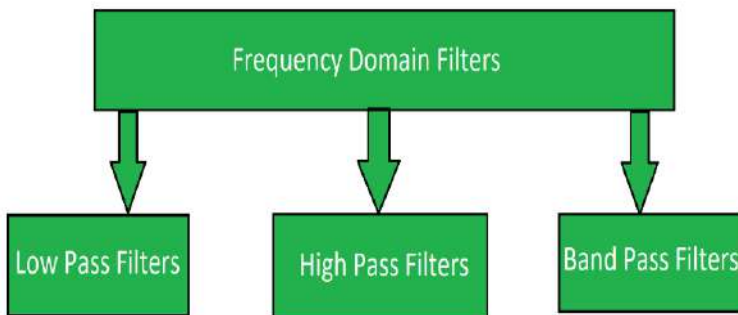 Frequency Domain Filters
Low Pass Filters
High Pass Filters
Band Pass Filters